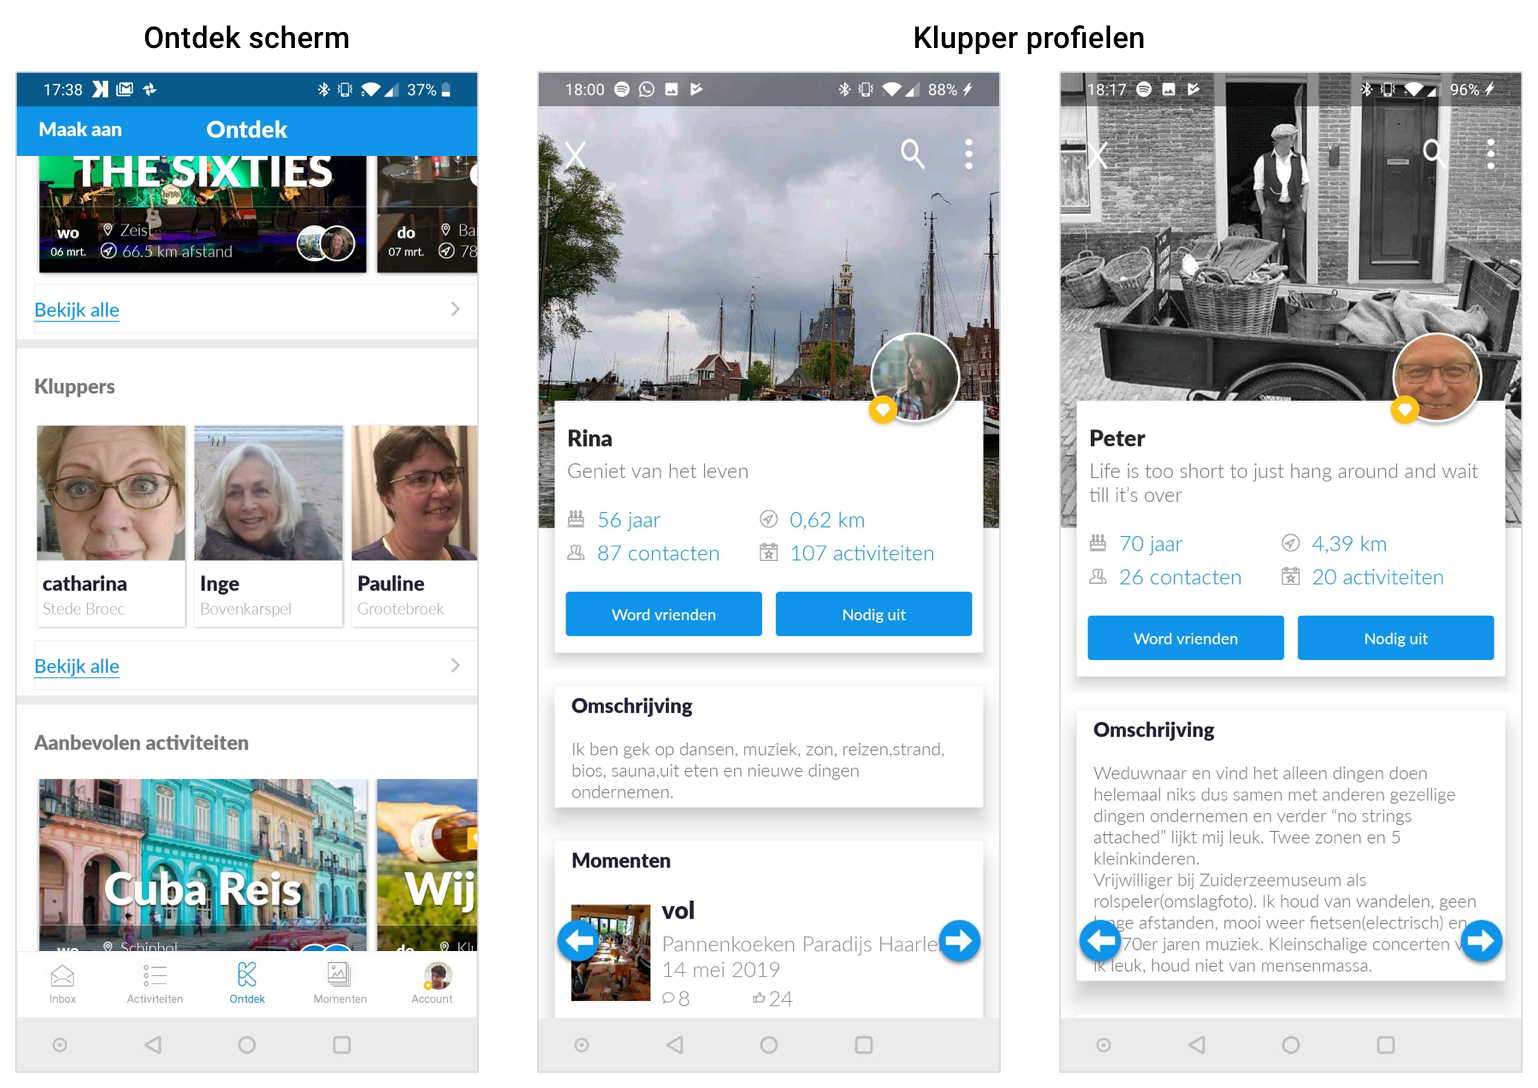 Ontdek scherm
Klupper profielen
17:38
37%
Maak aan
Ontdek
THE SIXTIES
wo
06 mrt.
Zeist
66.5 km afstand
do
07 mrt.
Ba
78
Bekijk alle
Kluppers
catharina
Stede Broec
Inge
Bovenkarspel
Pauline
Grootebroek
Bekijk alle
Aanbevolen activiteiten
Cuba Reis
Wij
wo
Schiphol
do
Klu
Inbox
Activiteiten
Ontdek
Momenten
Account
18:00
88%
Rina
Geniet van het leven
56 jaar
0,62 km
87 contacten
107 activiteiten
Word vrienden
Nodig uit
Omschrijving
Ik ben gek op dansen, muziek, zon, reizen,strand,
bios, sauna,uit eten en nieuwe dingen
ondernemen.
Momenten
vol
Pannenkoeken Paradijs Haarle
14 mei 2019
8
24
18:17
96%
Peter
Life is too short to just hang around and wait
till it's over
70 jaar
4,39 km
26 contacten
20 activiteiten
Word vrienden
Nodig uit
Omschrijving
Weduwnaar en vind het alleen dingen doen
helemaal niks dus samen met anderen gezellige
dingen ondernemen en verder “no strings
attached” lijkt mij leuk. Twee zonen en 5
kleinkinderen.
Vrijwilliger bij Zuiderzeemuseum als
rolspeler(omslagfoto). Ik houd van wandelen, geen
lange afstanden, mooi weer fietsen(electrisch) en
70er jaren muziek. Kleinschalige concerten v
ik leuk, houd niet van mensenmassa.